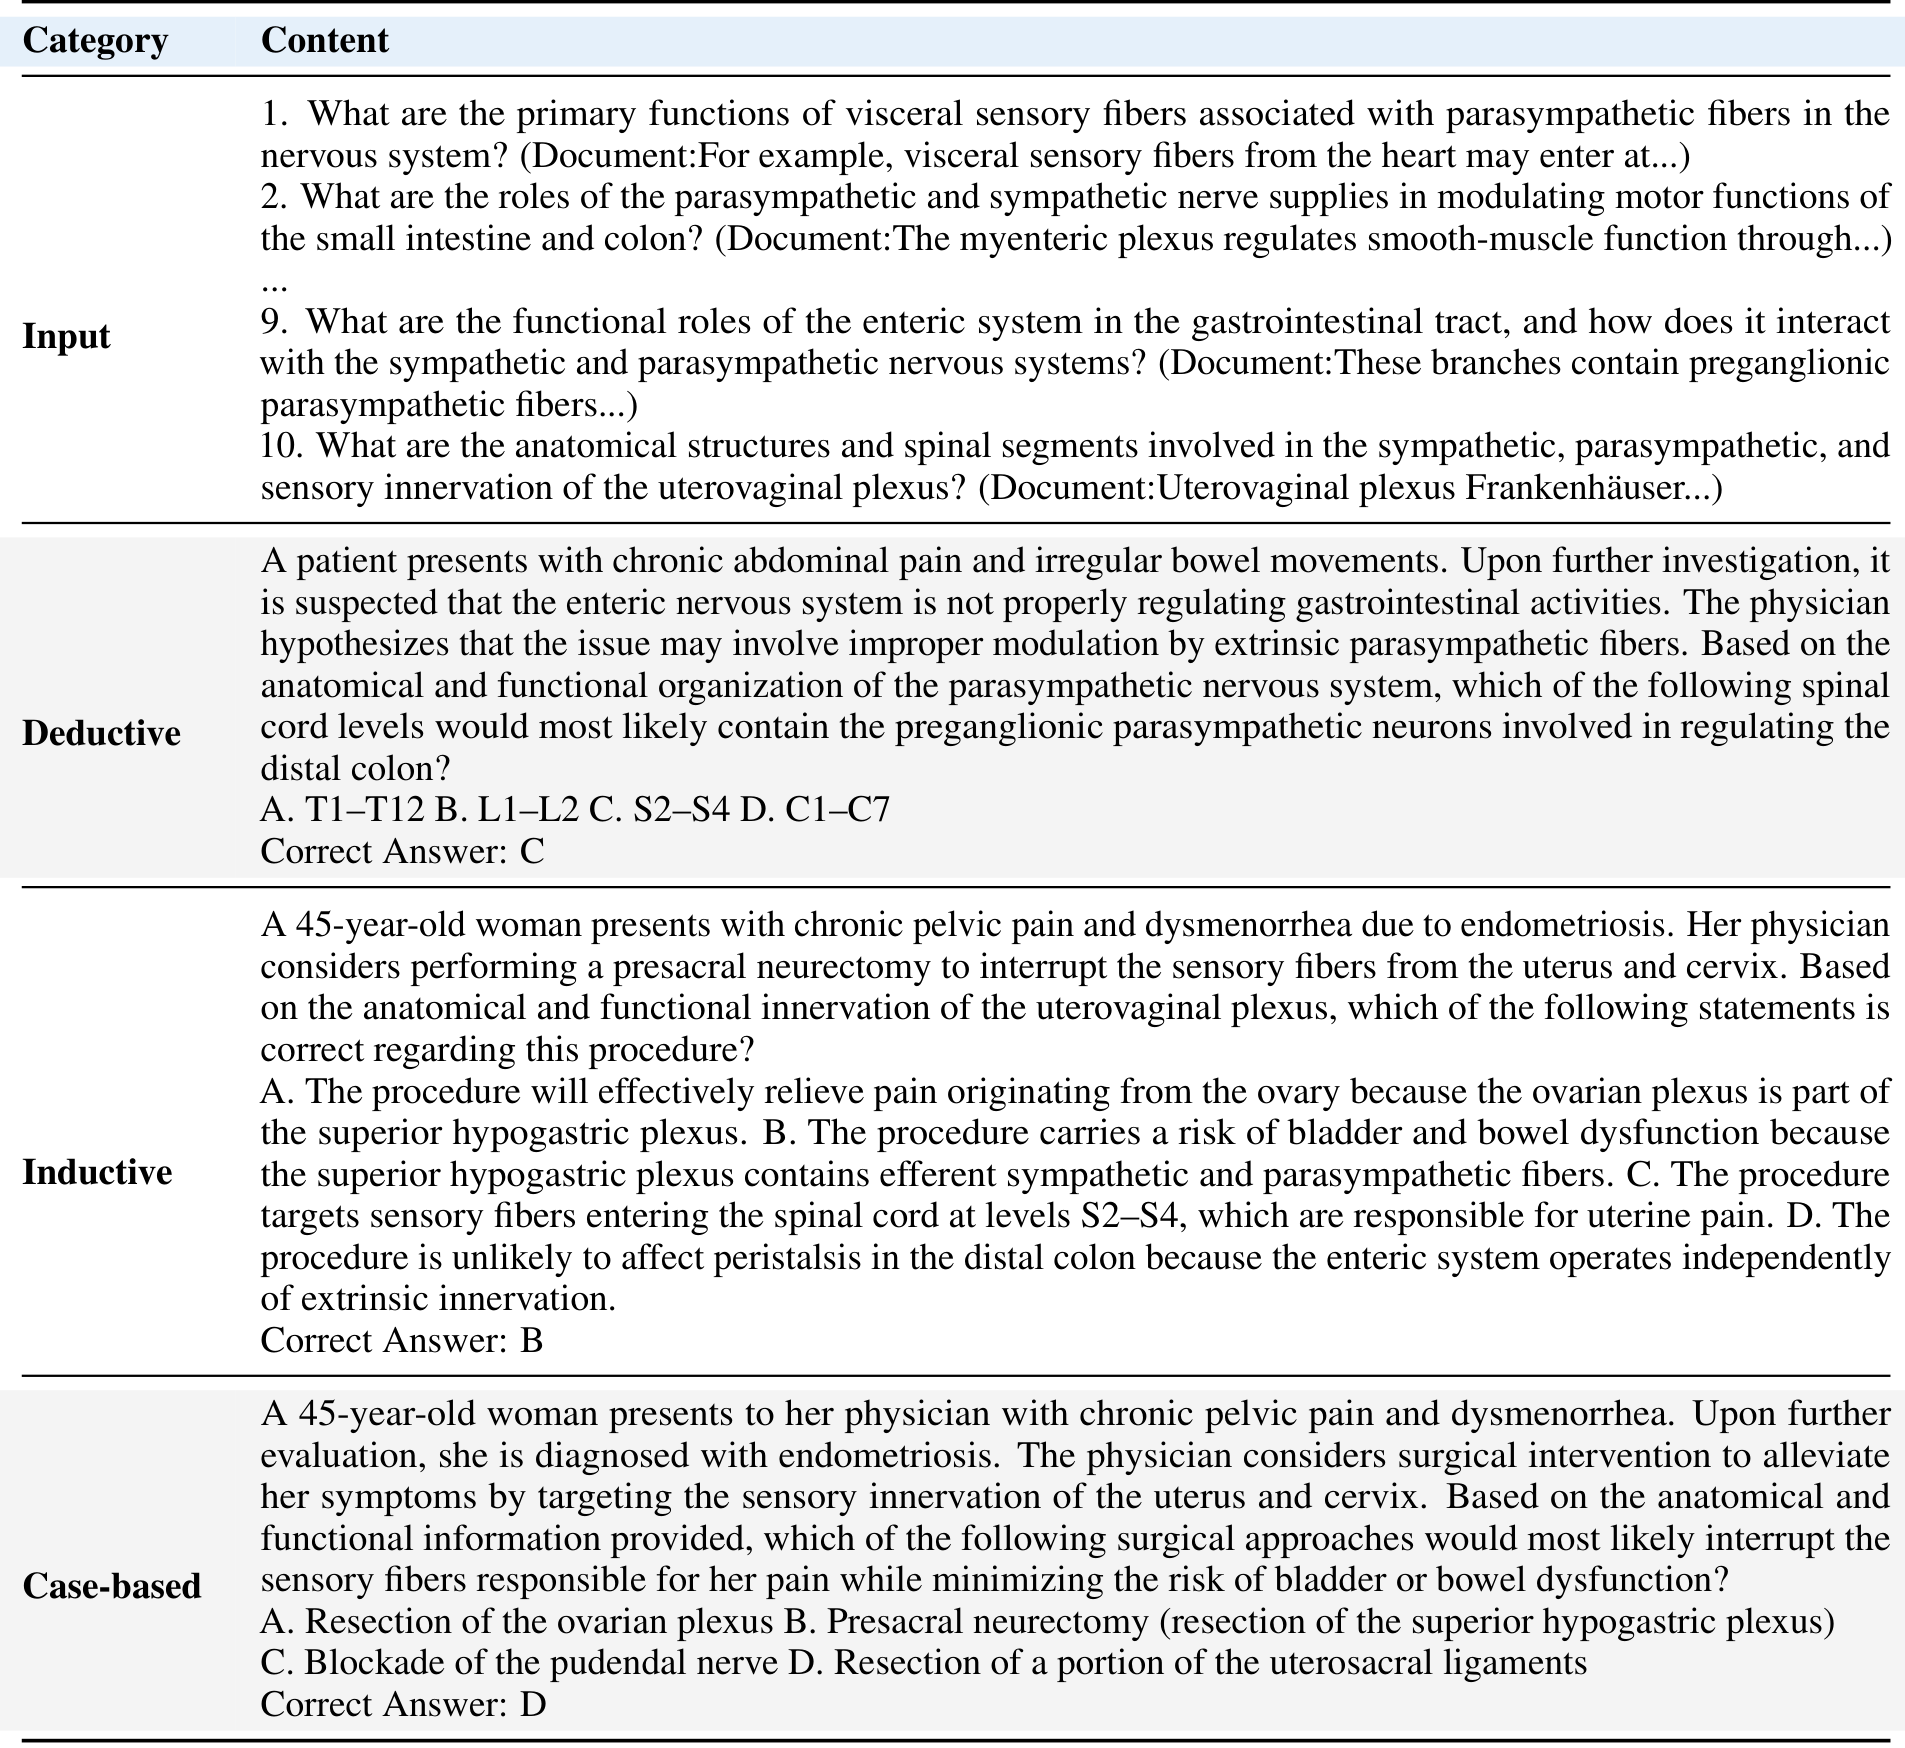 Category Content
1. What are the primary functions of visceral sensory fibers associated with parasympathetic fibers in the
nervous system? (Document:For example, visceral sensory fibers from the heart may enter at...)
2. What are the roles of the parasympathetic and sympathetic nerve supplies in modulating motor functions of
the small intestine and colon? (Document:The myenteric plexus regulates smooth-muscle function through...)
...
Input
9. What are the functional roles of the enteric system in the gastrointestinal tract, and how does it interact
with the sympathetic and parasympathetic nervous systems? (Document:These branches contain preganglionic
parasympathetic fibers...)
10. What are the anatomical structures and spinal segments involved in the sympathetic, parasympathetic, and
sensory innervation of the uterovaginal plexus? (Document:Uterovaginal plexus Frankenhäuser...)
Deductive
A patient presents with chronic abdominal pain and irregular bowel movements. Upon further investigation, it
is suspected that the enteric nervous system is not properly regulating gastrointestinal activities. The physician
hypothesizes that the issue may involve improper modulation by extrinsic parasympathetic fibers. Based on the
anatomical and functional organization of the parasympathetic nervous system, which of the following spinal
cord levels would most likely contain the preganglionic parasympathetic neurons involved in regulating the
distal colon?
A. T1–T12 B. L1–L2 C. S2–S4 D. C1–C7
Correct Answer: C
Inductive
A 45-year-old woman presents with chronic pelvic pain and dysmenorrhea due to endometriosis. Her physician
considers performing a presacral neurectomy to interrupt the sensory fibers from the uterus and cervix. Based
on the anatomical and functional innervation of the uterovaginal plexus, which of the following statements is
correct regarding this procedure?
A. The procedure will effectively relieve pain originating from the ovary because the ovarian plexus is part of
the superior hypogastric plexus. B. The procedure carries a risk of bladder and bowel dysfunction because
the superior hypogastric plexus contains efferent sympathetic and parasympathetic fibers. C. The procedure
targets sensory fibers entering the spinal cord at levels S2–S4, which are responsible for uterine pain. D. The
procedure is unlikely to affect peristalsis in the distal colon because the enteric system operates independently
of extrinsic innervation.
Correct Answer: B
Case-based
A 45-year-old woman presents to her physician with chronic pelvic pain and dysmenorrhea. Upon further
evaluation, she is diagnosed with endometriosis. The physician considers surgical intervention to alleviate
her symptoms by targeting the sensory innervation of the uterus and cervix. Based on the anatomical and
functional information provided, which of the following surgical approaches would most likely interrupt the
sensory fibers responsible for her pain while minimizing the risk of bladder or bowel dysfunction?
A. Resection of the ovarian plexus B. Presacral neurectomy (resection of the superior hypogastric plexus)
C. Blockade of the pudendal nerve D. Resection of a portion of the uterosacral ligaments
Correct Answer: D